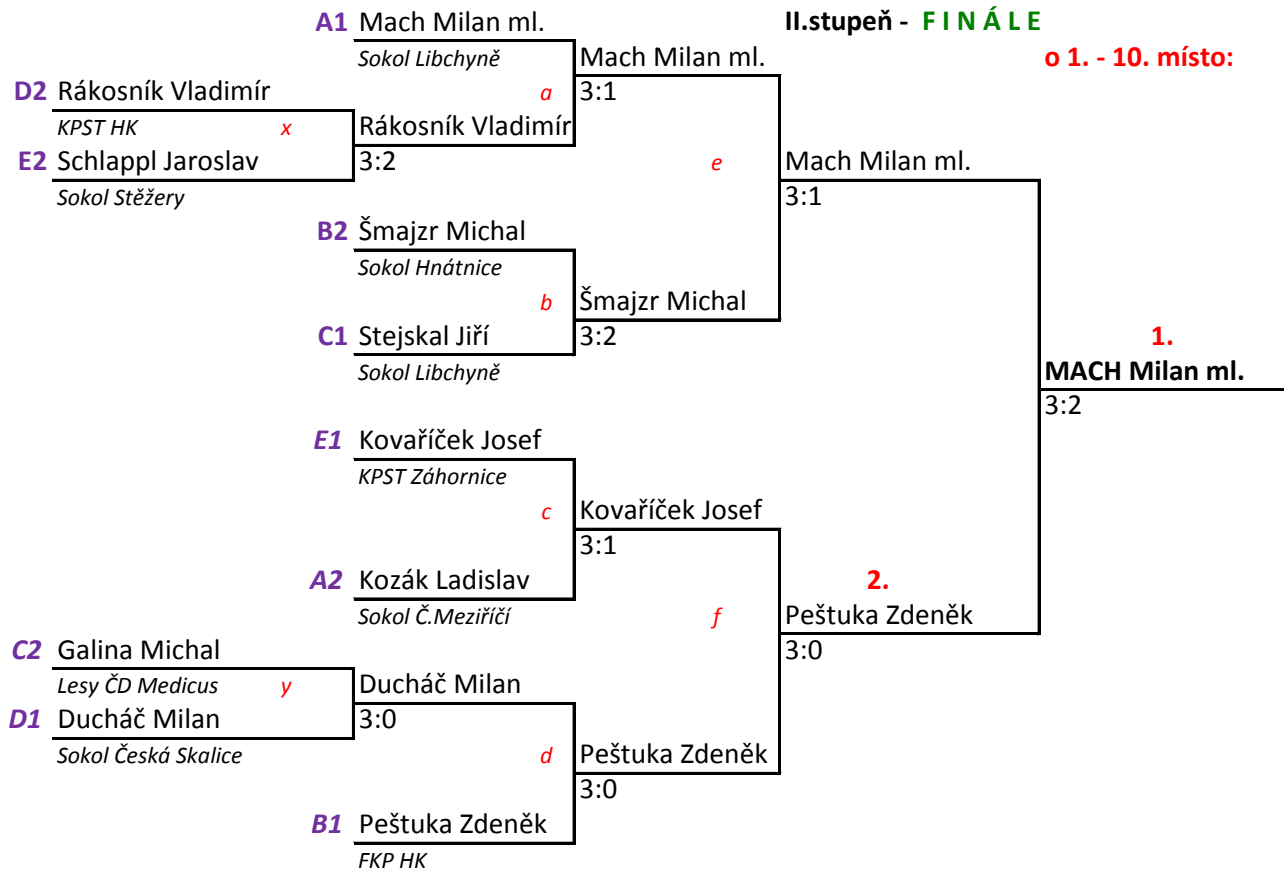 A1 Mach Milan ml.
II.stupeň - F I N Á L E
Sokol Libchyně
Mach Milan ml.
o 1. - 10. místo:
D2 Rákosník Vladimír
a
3:1
KPST HK
x
Rákosník Vladimír
E2 Schlappl Jaroslav
3:2
e
Mach Milan ml.
Sokol Stěžery
3:1
B2 Šmajzr Michal
Sokol Hnátnice
b
Šmajzr Michal
C1 Stejskal Jiří
3:2
1.
Sokol Libchyně
MACH Milan ml.
3:2
E1 Kovaříček Josef
KPST Záhornice
c
Kovaříček Josef
3:1
A2 Kozák Ladislav
2.
Sokol Č.Meziříčí
f
Peštuka Zdeněk
C2 Galina Michal
3:0
Lesy ČD Medicus
y
Ducháč Milan
D1 Ducháč Milan
3:0
Sokol Česká Skalice
d
Peštuka Zdeněk
3:0
B1 Peštuka Zdeněk
FKP HK